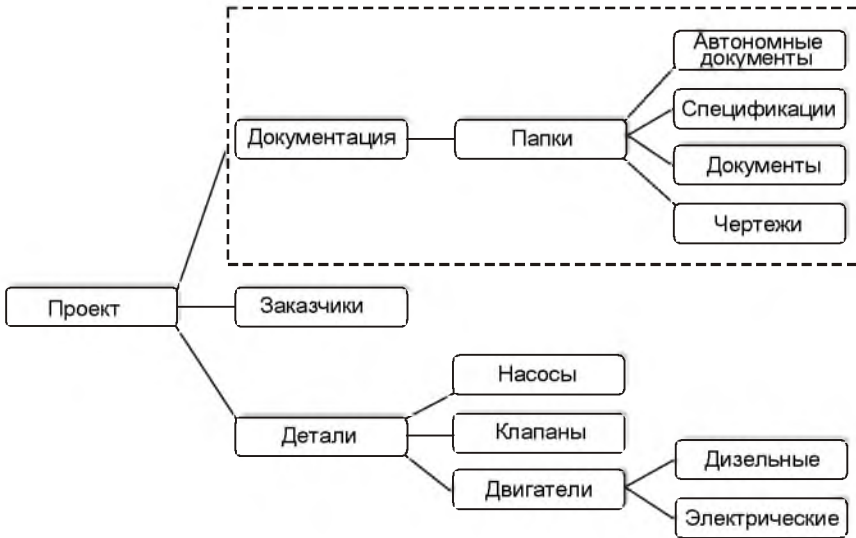 Автономные
документы
Спецификации
Документация
Папки
Документы
Чертежи
Проект
Заказчики
Насосы
Детали
Клапаны
Двигатели
Дизельные
Электрические